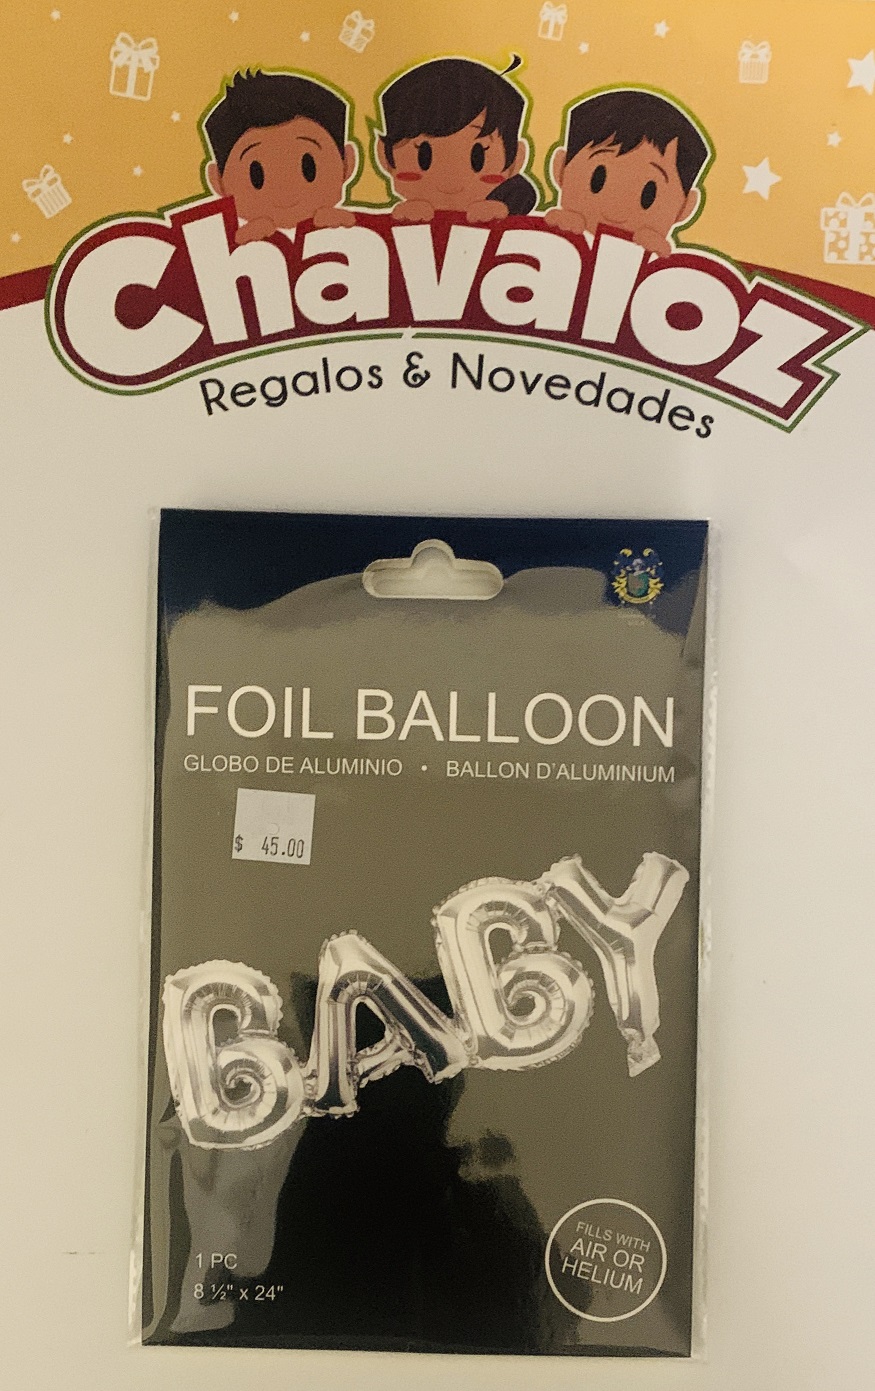 Chavaloz
Regalos & Novedades
FOIL BALLOON
GLOBO DE ALUMINIO • BALLON D'ALUMINIUM
$ 45.00
BABY
FILLS WITH
AIR OR
HELIUM
1 PC
8 ½" x 24"